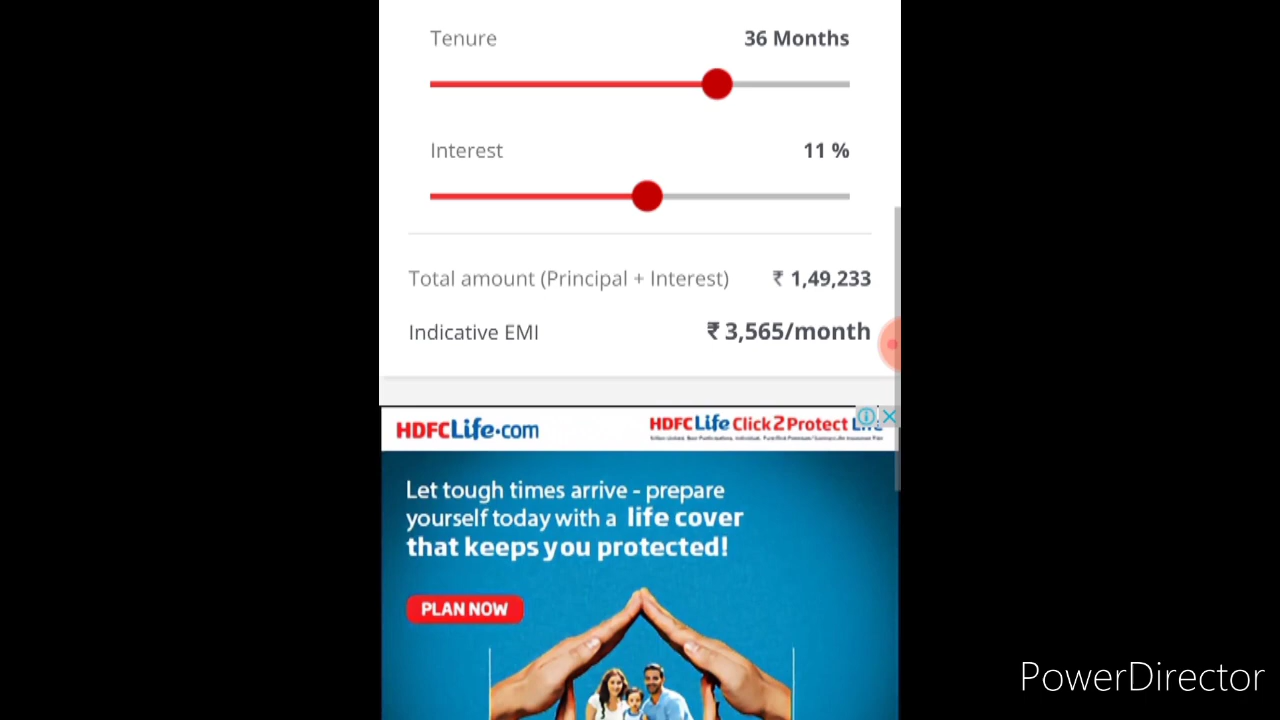 Tenure 36 Months
Interest 11 %
Total amount (Principal + Interest) ₹ 1,49,233
Indicative EMI ₹ 3,565/month
HDFCLife.com HDFC Life Click 2 Protect Life
Let tough times arrive - prepare
yourself today with a life cover
that keeps you protected!
PLAN NOW
PowerDirector